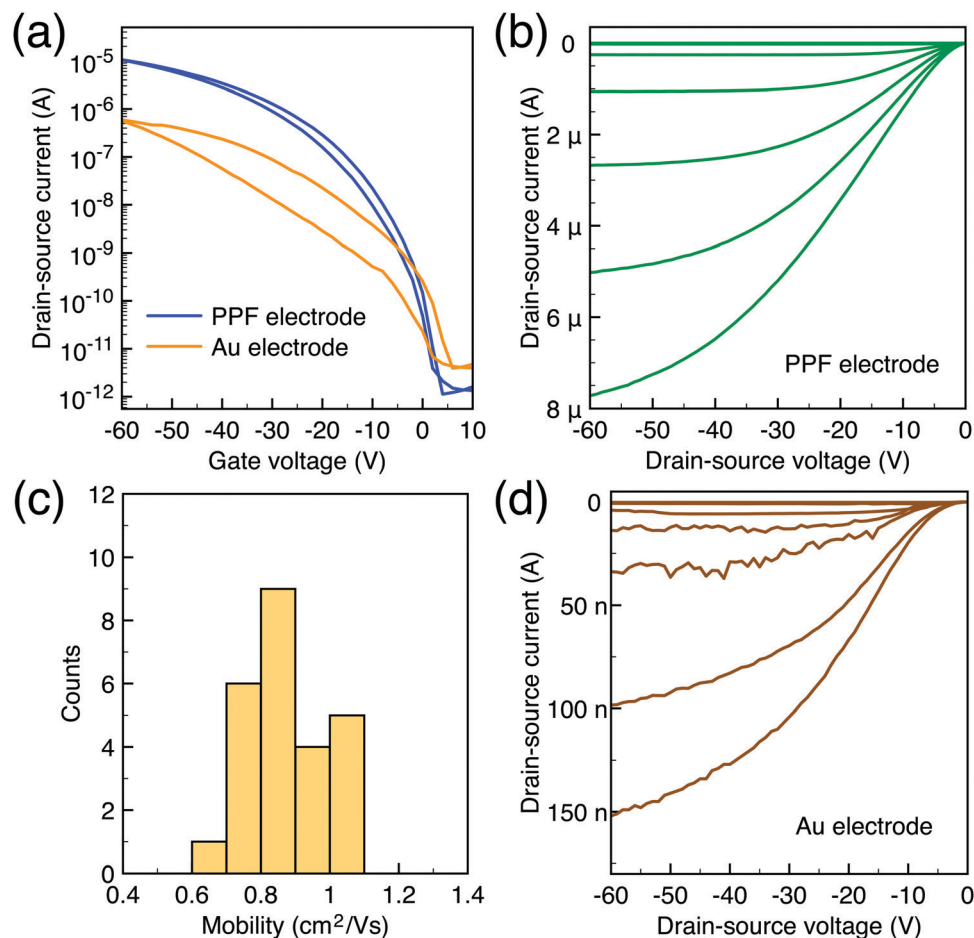 (a)
Drain-source current (A)
10⁻⁵
10⁻⁶
10⁻⁷
10⁻⁸
10⁻⁹
10⁻¹⁰
10⁻¹¹
10⁻¹²
PPF electrode
Au electrode
-60 -50 -40 -30 -20 -10 0 10
Gate voltage (V)
(b)
Drain-source current (A)
0
2 μ
4 μ
6 μ
8 μ
PPF electrode
-60 -50 -40 -30 -20 -10 0
Drain-source voltage (V)
(c)
Counts
12
10
8
6
4
2
0
0.4 0.6 0.8 1 1.2 1.4
Mobility (cm²/Vs)
(d)
Drain-source current (A)
0
50 n
100 n
150 n
Au electrode
-60 -50 -40 -30 -20 -10 0
Drain-source voltage (V)